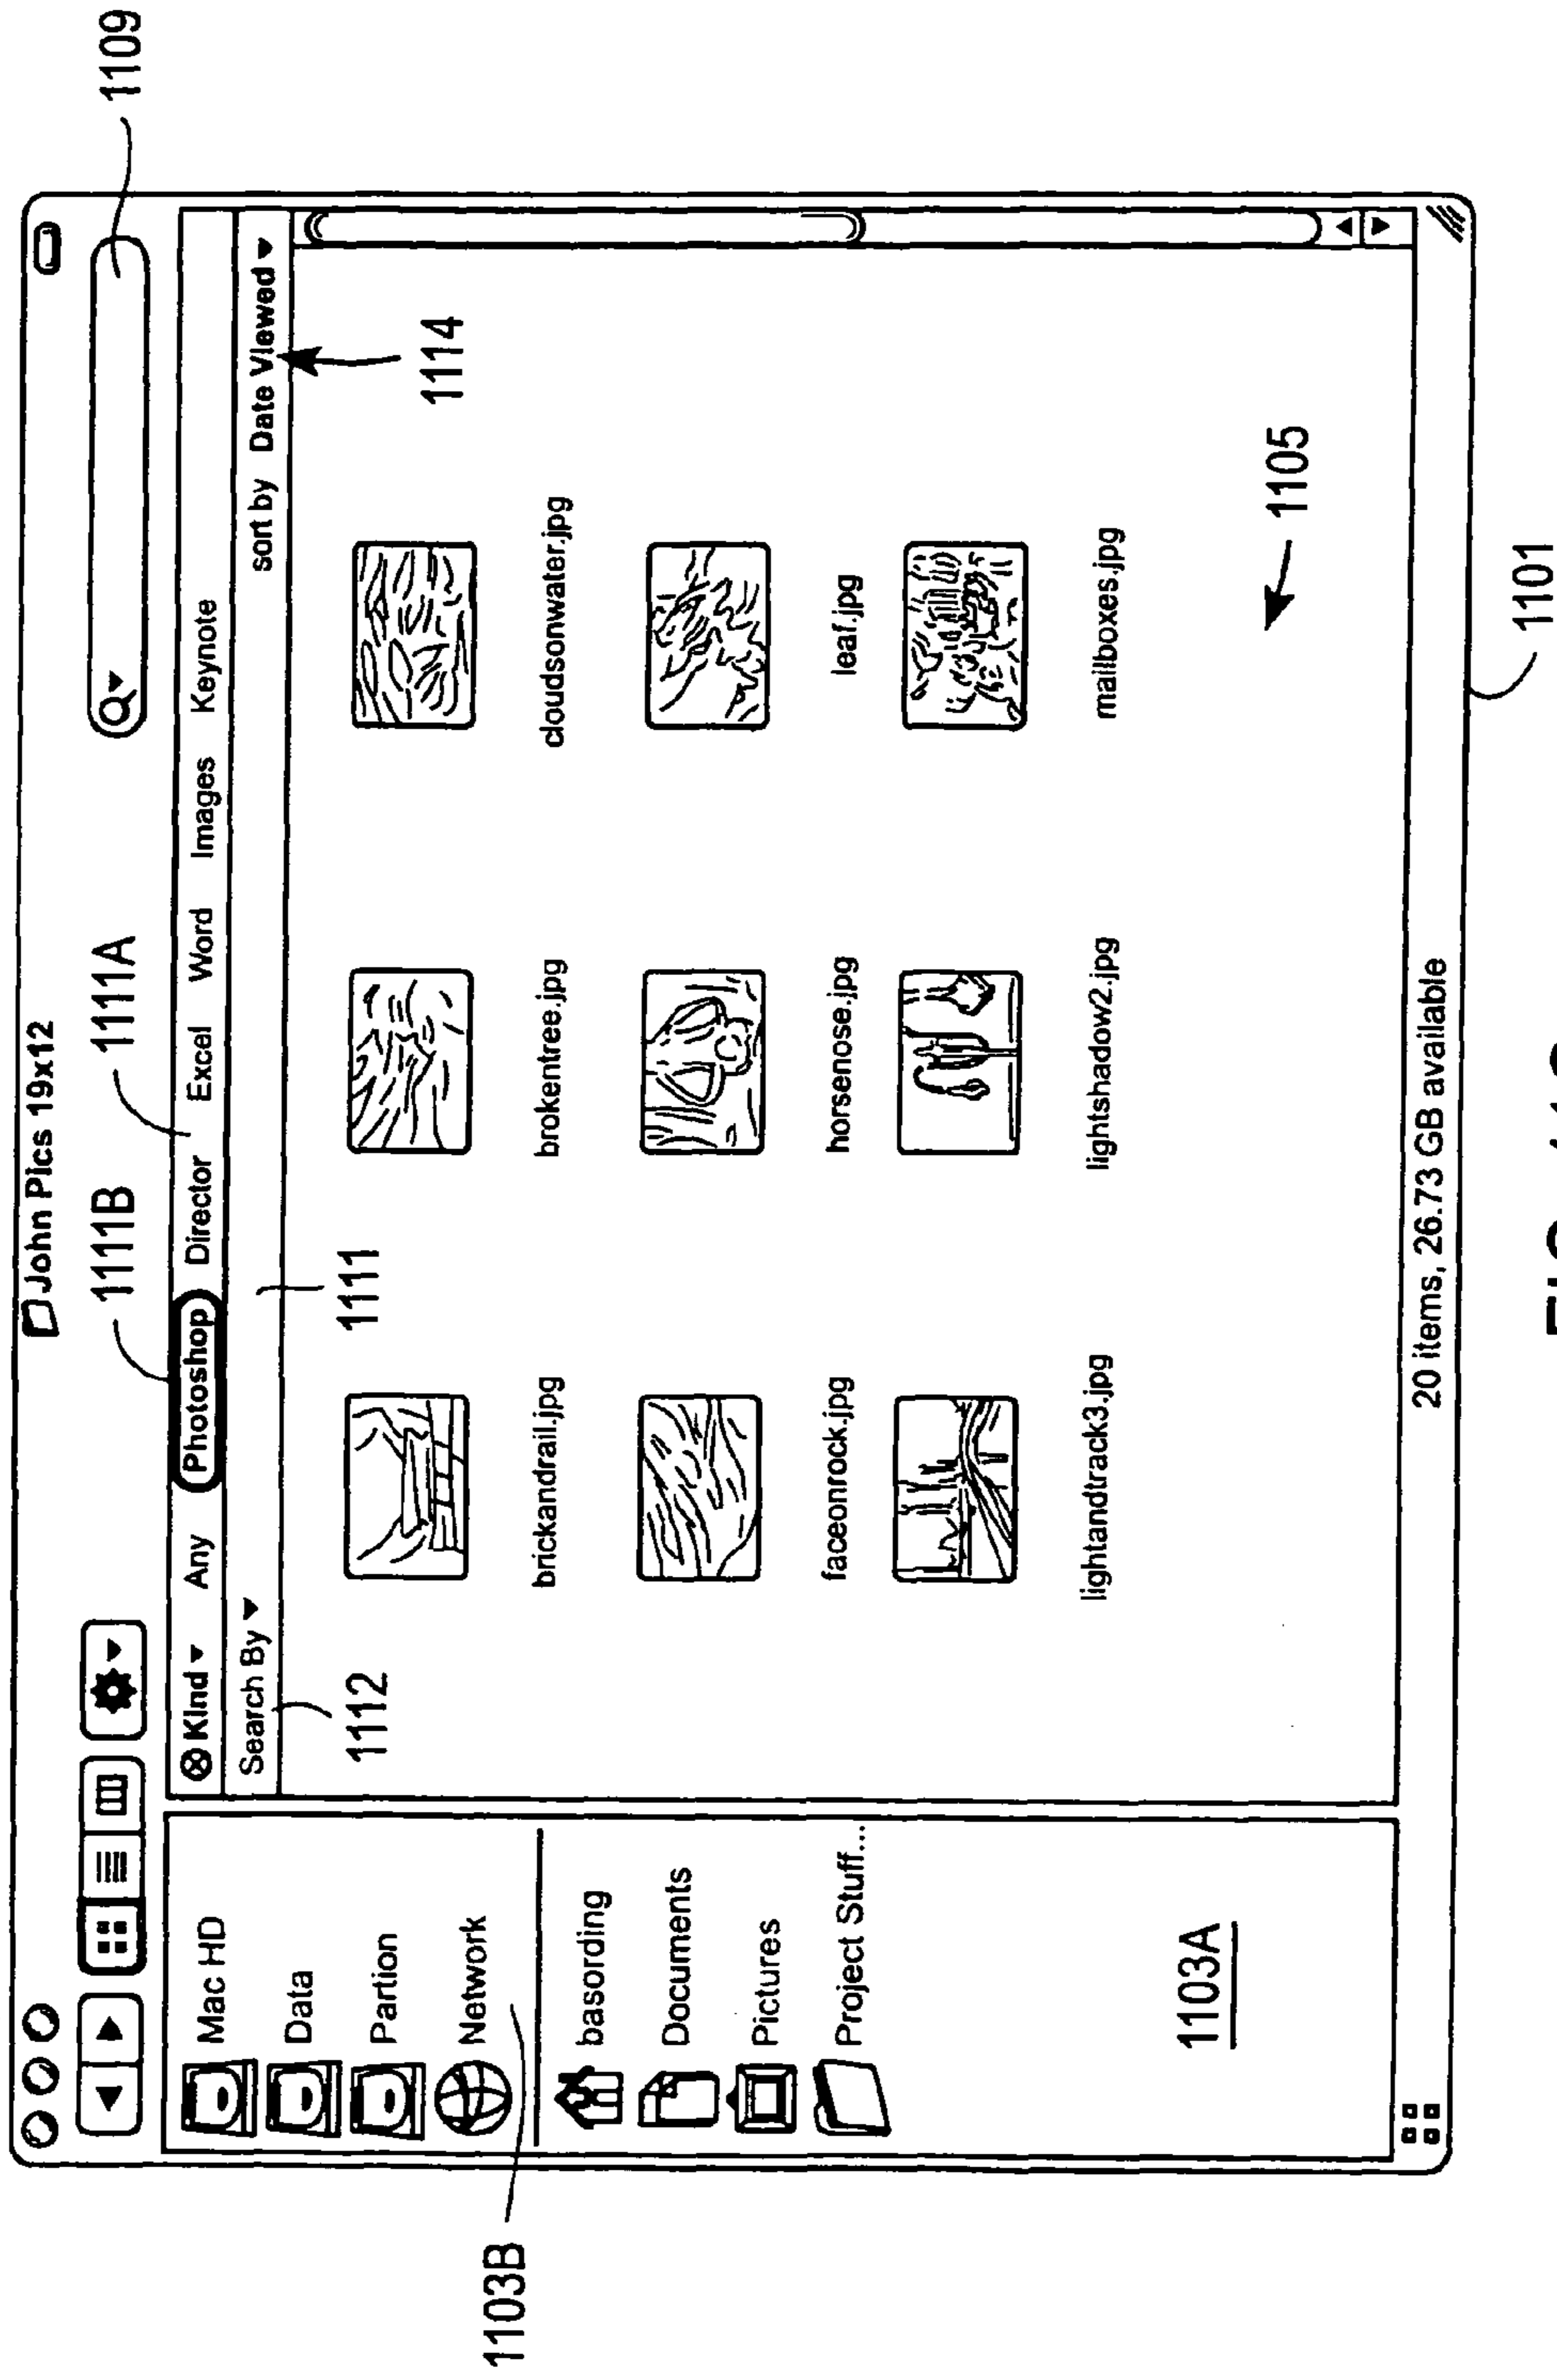 John Pics 19x12
1109
1111B
1111A
Kind Any Photoshop Director Excel Word Images Keynote
Search By
sort by Date Viewed
1112
1111
1114
Mac HD
Data
Partion
Network
1103B
basording
Documents
Pictures
Project Stuff...
1103A
brickandrail.jpg
brokentree.jpg
cloudsonwater.jpg
faceonrock.jpg
horsenose.jpg
leaf.jpg
lightandtrack3.jpg
lightshadow2.jpg
mailboxes.jpg
1105
20 items, 26.73 GB available
1101